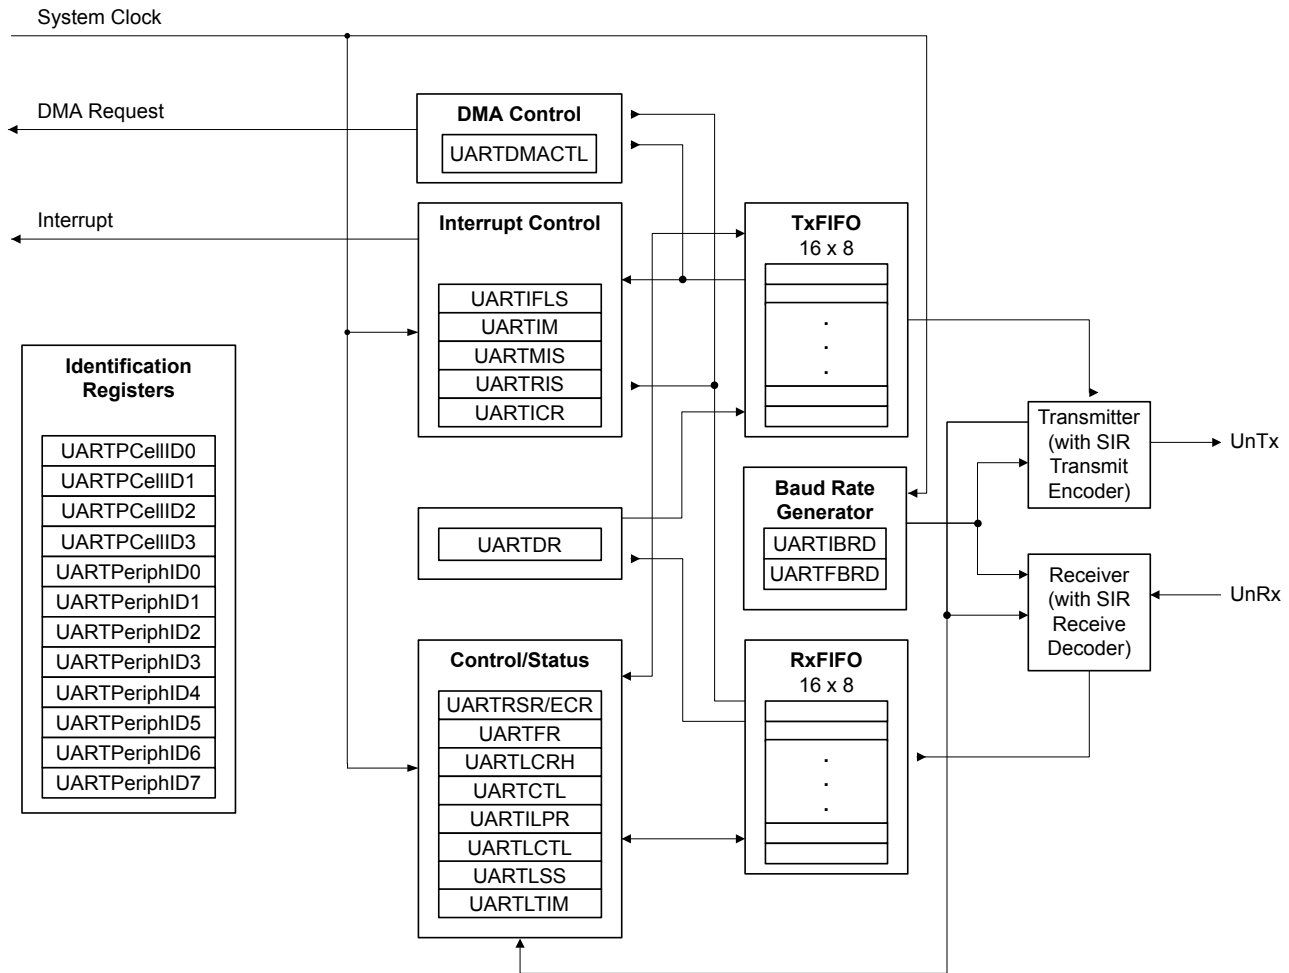 System Clock
DMA Request
DMA Control
UARTDMACTL
Interrupt
Interrupt Control
UARTIFLS
UARTIM
UARTMIS
UARTRIS
UARTICR
TxFIFO
16 x 8
.
.
.
Identification
Registers
UARTPCellID0
UARTPCellID1
UARTPCellID2
UARTPCellID3
UARTPeriphID0
UARTPeriphID1
UARTPeriphID2
UARTPeriphID3
UARTPeriphID4
UARTPeriphID5
UARTPeriphID6
UARTPeriphID7
Transmitter
(with SIR
Transmit
Encoder)
UnTx
Baud Rate
Generator
UARTIBRD
UARTFBRD
UARTDR
Receiver
(with SIR
Receive
Decoder)
UnRx
Control/Status
UARTRSR/ECR
UARTFR
UARTLCRH
UARTCTL
UARTILPR
UARTLCTL
UARTLSS
UARTLTIM
RxFIFO
16 x 8
.
.
.